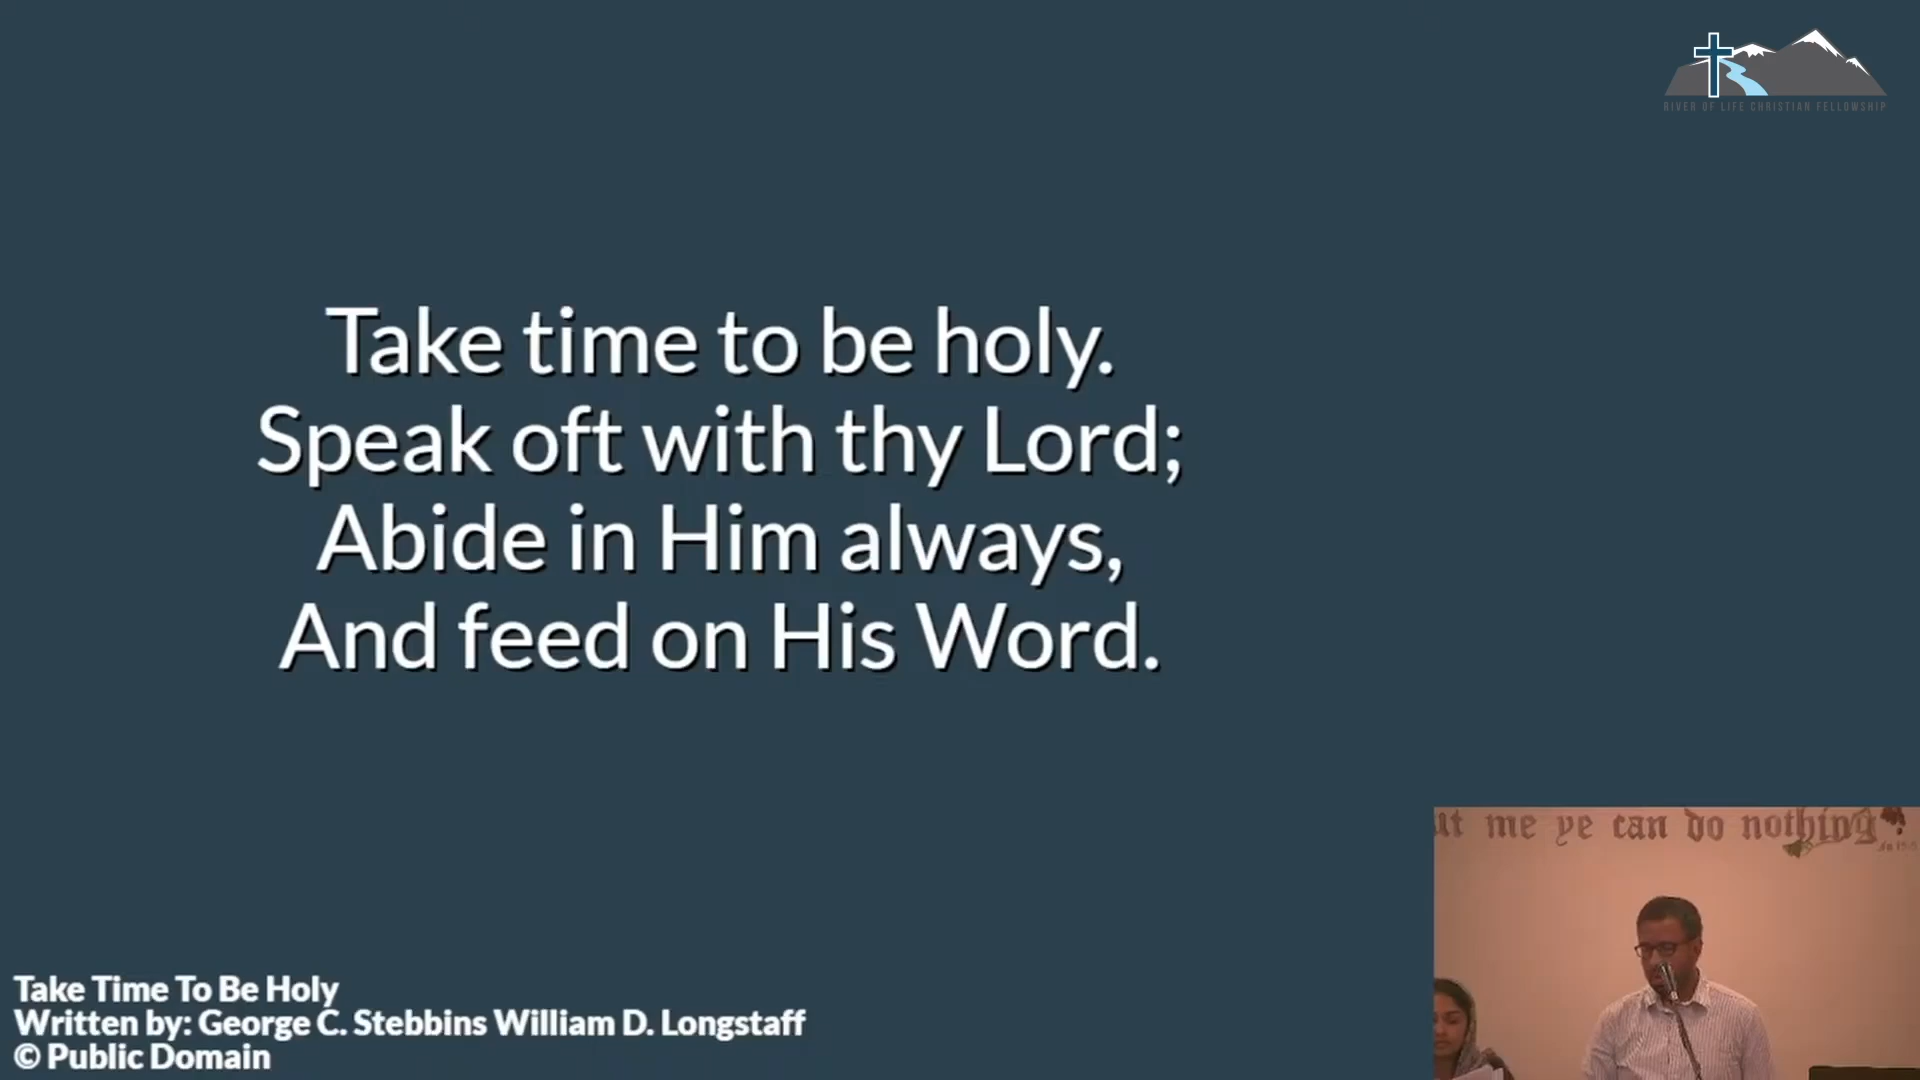 RIVER OF LIFE CHRISTIAN FELLOWSHIP
Take time to be holy.
Speak oft with thy Lord;
Abide in Him always,
And feed on His Word.
me ye can do nothing
Take Time To Be Holy
Written by: George C. Stebbins William D. Longstaff
© Public Domain